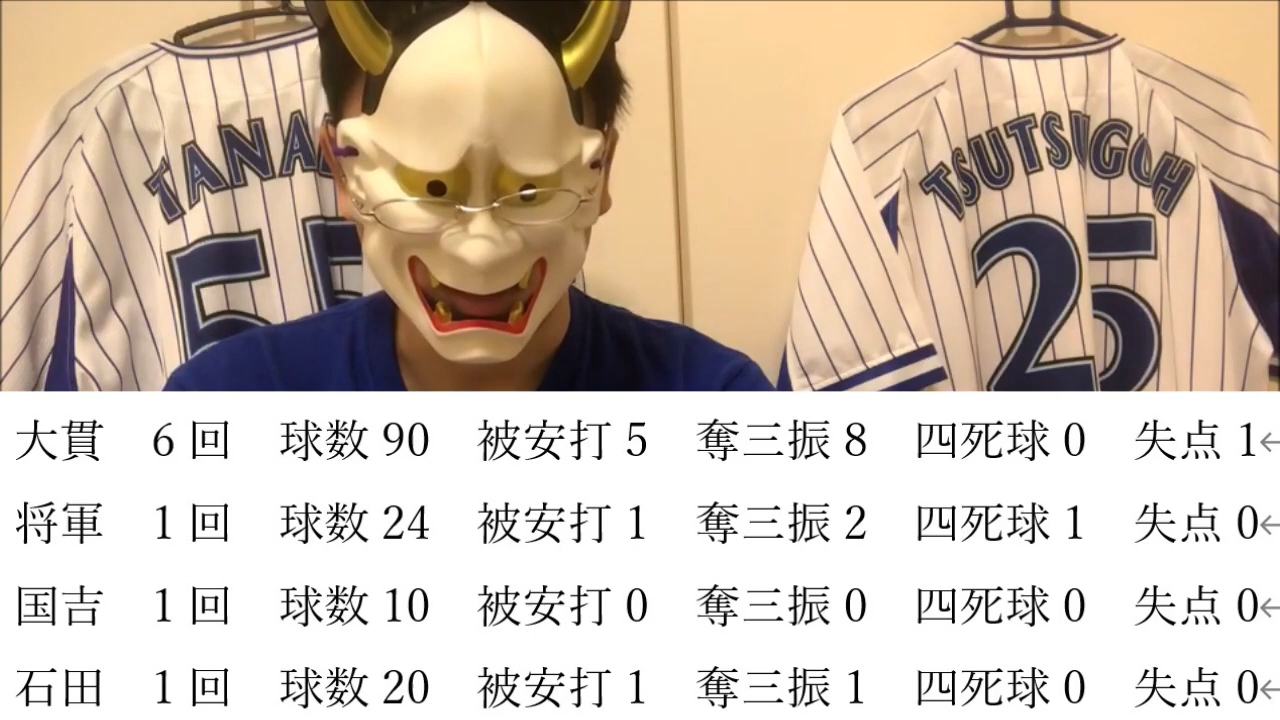 TSUTSUGOH
25
大貫　6回　球数90　被安打5　奪三振8　四死球0　失点1←
将軍　1回　球数24　被安打1　奪三振2　四死球1　失点0←
国吉　1回　球数10　被安打0　奪三振0　四死球0　失点0←
石田　1回　球数20　被安打1　奪三振1　四死球0　失点0←